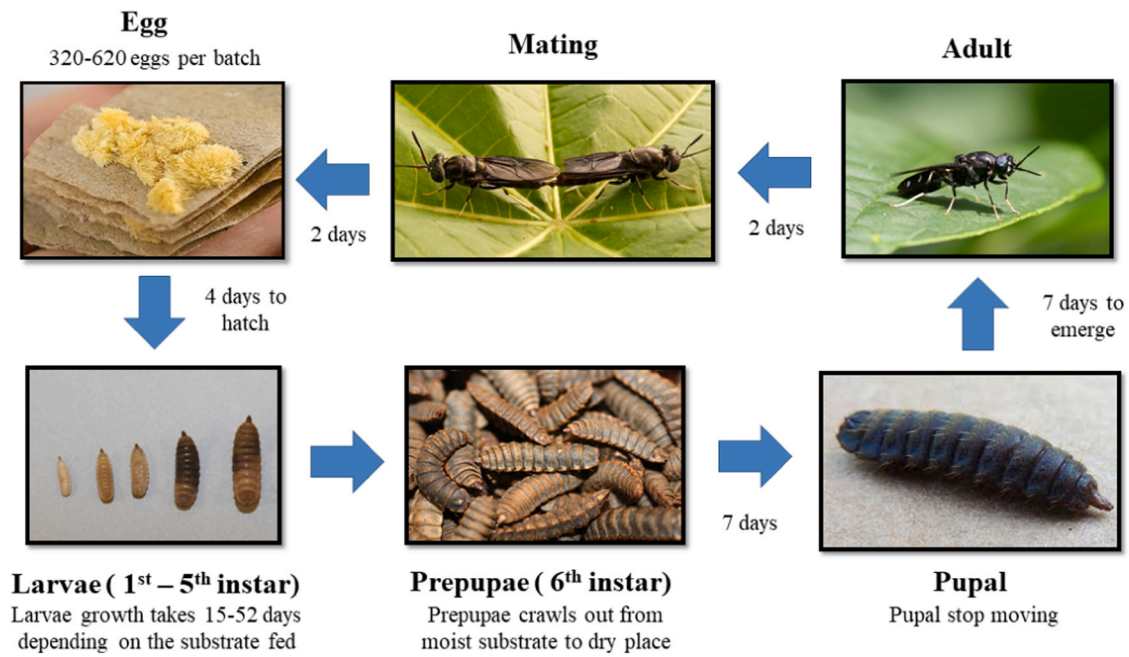 Egg
320-620 eggs per batch
Mating
Adult
2 days
2 days
4 days to
hatch
7 days to
emerge
7 days
Larvae ( 1st – 5th instar)
Larvae growth takes 15-52 days
depending on the substrate fed
Prepupae ( 6th instar)
Prepupae crawls out from
moist substrate to dry place
Pupal
Pupal stop moving